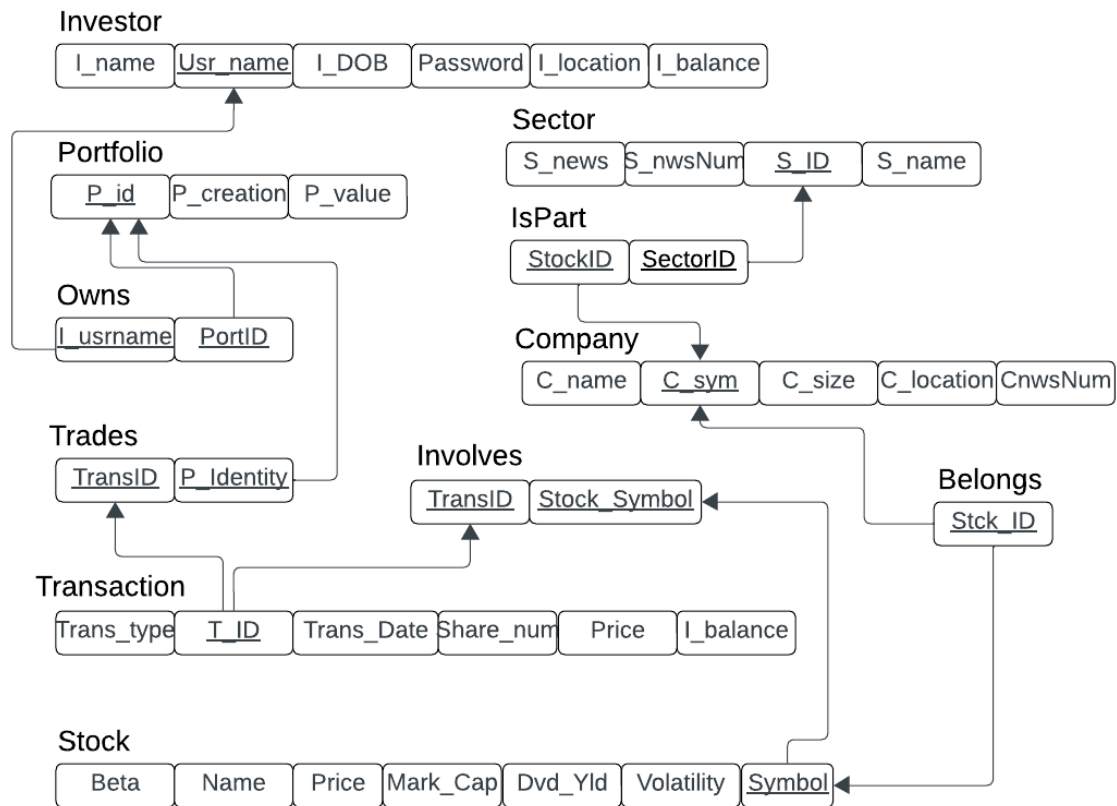 Investor
I_name Usr_name I_DOB Password I_location I_balance
Sector
S_news S_nwsNum S_ID S_name
Portfolio
P_id P_creation P_value
IsPart
StockID SectorID
Owns
I_usrname PortID
Company
C_name C_sym C_size C_location CnwsNum
Trades
TransID P_Identity
Involves
TransID Stock_Symbol
Belongs
Stck_ID
Transaction
Trans_type T_ID Trans_Date Share_num Price I_balance
Stock
Beta Name Price Mark_Cap Dvd_Yld Volatility Symbol